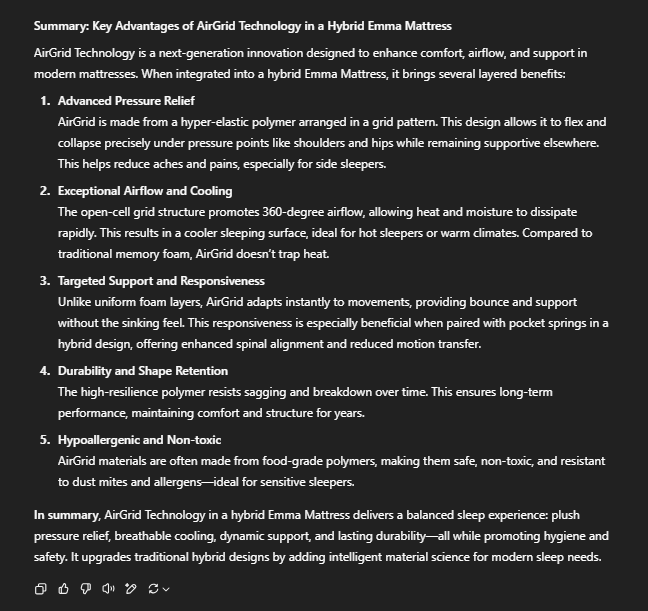 Summary: Key Advantages of AirGrid Technology in a Hybrid Emma Mattress
AirGrid Technology is a next-generation innovation designed to enhance comfort, airflow, and support in
modern mattresses. When integrated into a hybrid Emma Mattress, it brings several layered benefits:
1. Advanced Pressure Relief
AirGrid is made from a hyper-elastic polymer arranged in a grid pattern. This design allows it to flex and
collapse precisely under pressure points like shoulders and hips while remaining supportive elsewhere.
This helps reduce aches and pains, especially for side sleepers.
2. Exceptional Airflow and Cooling
The open-cell grid structure promotes 360-degree airflow, allowing heat and moisture to dissipate
rapidly. This results in a cooler sleeping surface, ideal for hot sleepers or warm climates. Compared to
traditional memory foam, AirGrid doesn't trap heat.
3. Targeted Support and Responsiveness
Unlike uniform foam layers, AirGrid adapts instantly to movements, providing bounce and support
without the sinking feel. This responsiveness is especially beneficial when paired with pocket springs in a
hybrid design, offering enhanced spinal alignment and reduced motion transfer.
4. Durability and Shape Retention
The high-resilience polymer resists sagging and breakdown over time. This ensures long-term
performance, maintaining comfort and structure for years.
5. Hypoallergenic and Non-toxic
AirGrid materials are often made from food-grade polymers, making them safe, non-toxic, and resistant
to dust mites and allergens—ideal for sensitive sleepers.
In summary, AirGrid Technology in a hybrid Emma Mattress delivers a balanced sleep experience: plush
pressure relief, breathable cooling, dynamic support, and lasting durability—all while promoting hygiene and
safety. It upgrades traditional hybrid designs by adding intelligent material science for modern sleep needs.